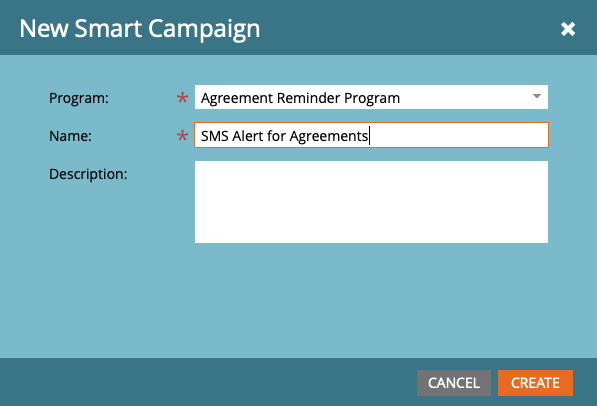 New Smart Campaign
Program: * Agreement Reminder Program
Name: * SMS Alert for Agreements
Description:
CANCEL CREATE